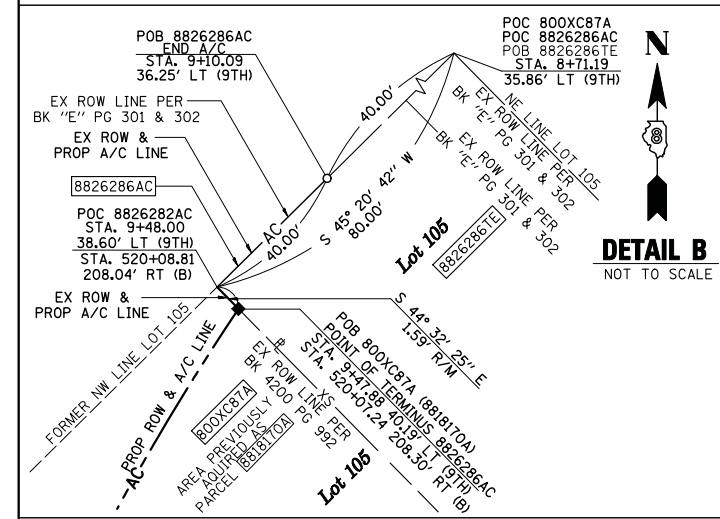 POB 8826286AC
END A/C
STA. 9+10.09
36.25' LT (9TH)
POC 800XC87A
POC 8826286AC
POB 8826286TE
STA. 8+71.19
35.86' LT (9TH)
N
8
DETAIL B
NOT TO SCALE
EX ROW LINE PER
BK "E" PG 301 & 302
EX ROW &
PROP A/C LINE
8826286AC
POC 8826282AC
STA. 9+48.00
38.60' LT (9TH)
STA. 520+08.81
208.04' RT (B)
EX ROW &
PROP A/C LINE
40.00'
40.00'
AC
S 45° 20' 42" W
80.00'
NE LINE LOT 105
EX ROW LINE PER
BK "E" PG 301 & 302
EX ROW LINE PER
BK "E" PG 301 & 302
Lot 105
8826286TE
S 44° 32' 25" E
1.59' R/M
FORMER NW LINE LOT 105
PROP ROW & A/C LINE
AC
POB 800XC87A (8818170A)
POINT OF TERMINUS 8826286AC
STA. 9+47.88 40.19' LT (9TH)
STA. 520+07.24 208.30' RT (B)
XS
EX ROW LINE PER
BK 4200 PG 992
800XC87A
AREA PREVIOUSLY
AQUIRED AS
PARCEL 8818170A
Lot 105